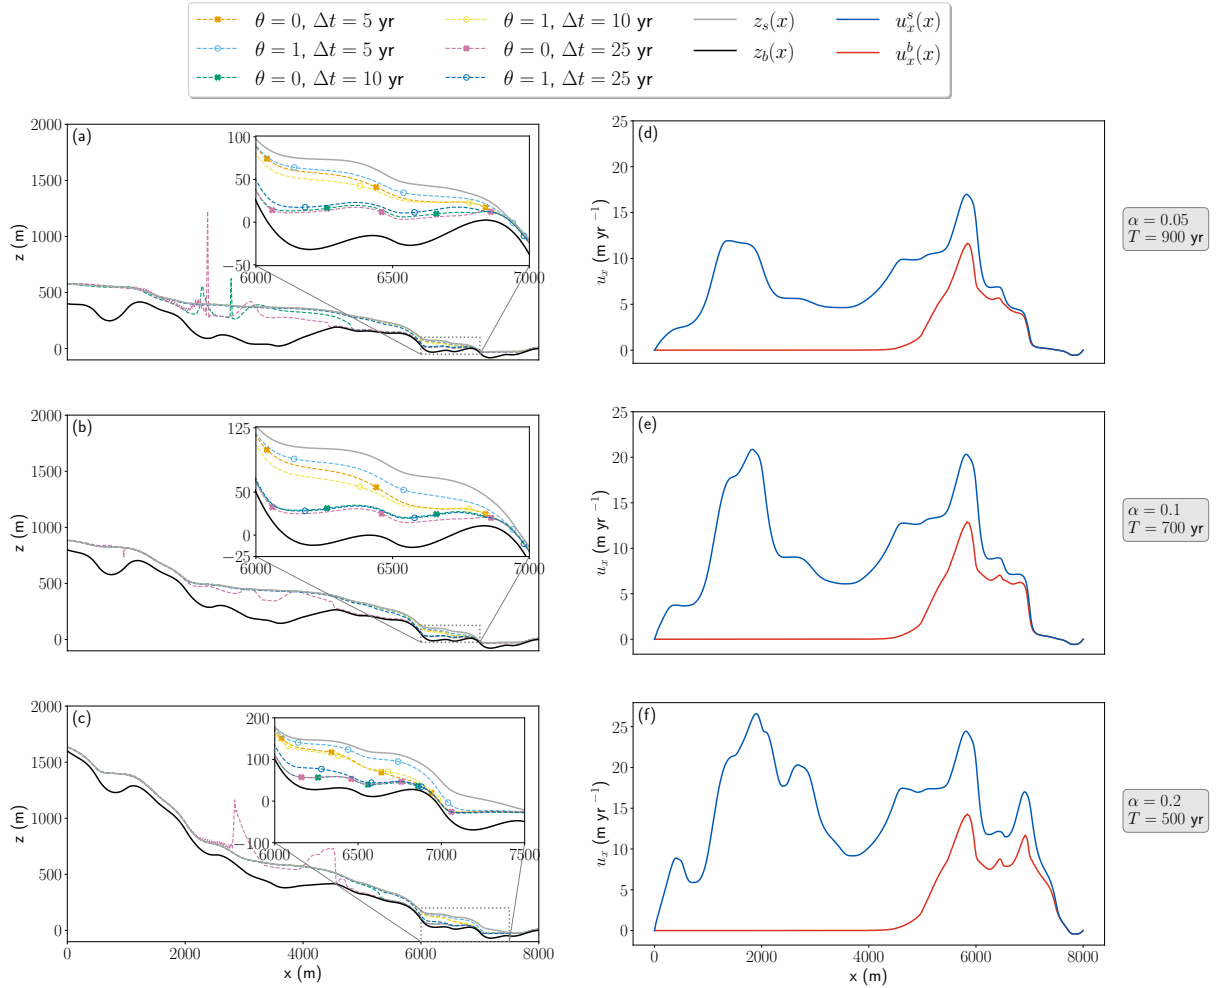 θ = 0, Δt = 5 yr
θ = 1, Δt = 5 yr
θ = 0, Δt = 10 yr
θ = 1, Δt = 10 yr
θ = 0, Δt = 25 yr
θ = 1, Δt = 25 yr
z_s(x)
z_b(x)
u_x^s(x)
u_x^b(x)
(a)
z (m)
2000
1500
1000
500
0
100
50
0
−50
6000
6500
7000
(d)
u_x (m yr⁻¹)
25
20
15
10
5
0
α = 0.05
T = 900 yr
(b)
z (m)
2000
1500
1000
500
0
125
50
0
−25
6000
6500
7000
(e)
u_x (m yr⁻¹)
25
20
15
10
5
0
α = 0.1
T = 700 yr
(c)
z (m)
2000
1500
1000
500
0
200
100
0
−100
6000
6500
7000
7500
0
2000
4000
6000
8000
x (m)
(f)
u_x (m yr⁻¹)
25
20
15
10
5
0
0
2000
4000
6000
8000
x (m)
α = 0.2
T = 500 yr